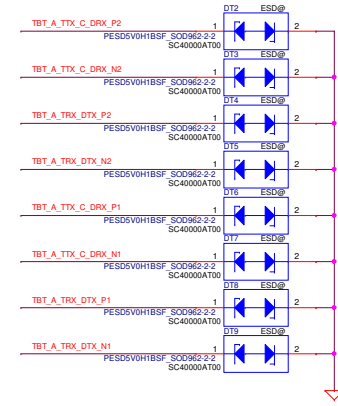 DT2 ESD@
TBT_A_TTX_C_DRX_P2 1 2
PESD5V0H1BSF_SOD962-2-2
SC40000AT00
DT3 ESD@
TBT_A_TTX_C_DRX_N2 1 2
PESD5V0H1BSF_SOD962-2-2
SC40000AT00
DT4 ESD@
TBT_A_TRX_DTX_P2 1 2
PESD5V0H1BSF_SOD962-2-2
SC40000AT00
DT5 ESD@
TBT_A_TRX_DTX_N2 1 2
PESD5V0H1BSF_SOD962-2-2
SC40000AT00
DT6 ESD@
TBT_A_TTX_C_DRX_P1 1 2
PESD5V0H1BSF_SOD962-2-2
SC40000AT00
DT7 ESD@
TBT_A_TTX_C_DRX_N1 1 2
PESD5V0H1BSF_SOD962-2-2
SC40000AT00
DT8 ESD@
TBT_A_TRX_DTX_P1 1 2
PESD5V0H1BSF_SOD962-2-2
SC40000AT00
DT9 ESD@
TBT_A_TRX_DTX_N1 1 2
PESD5V0H1BSF_SOD962-2-2
SC40000AT00